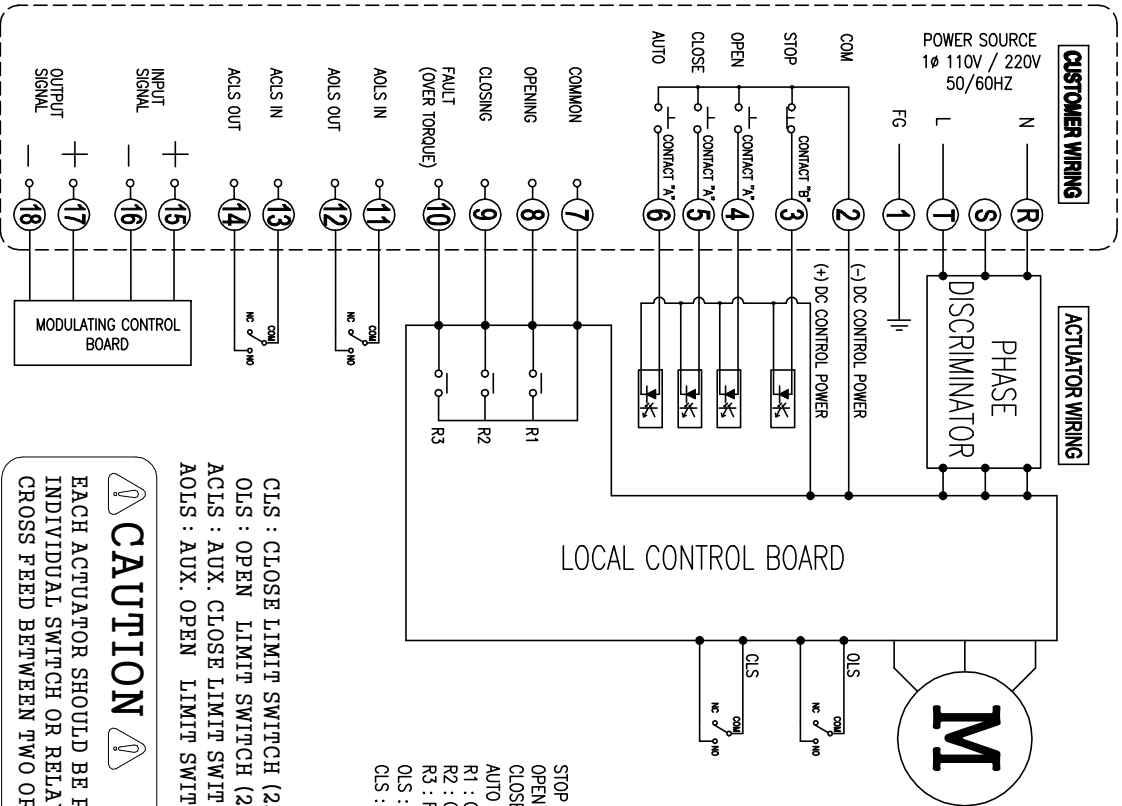 CUSTOMER WIRING
POWER SOURCE
1ø 110V / 220V
50/60HZ
N
L
FG
COM
STOP
OPEN
CLOSE
AUTO
COMMON
OPENING
CLOSING
FAULT
(OVER TORQUE)
AOLS IN
AOLS OUT
ACLS IN
ACLS OUT
INPUT
SIGNAL
+
−
OUTPUT
SIGNAL
+
−
CONTACT "B"
CONTACT "A"
CONTACT "A"
CONTACT "A"
R
S
T
1
2
3
4
5
6
7
8
9
10
11
12
13
14
15
16
17
18
ACTUATOR WIRING
PHASE
DISCRIMINATOR
(-) DC CONTROL POWER
(+) DC CONTROL POWER
R1
R2
R3
COM
NC
NO
COM
NC
NO
MODULATING CONTROL
BOARD
LOCAL CONTROL BOARD
M
OLS
COM
NC
NO
CLS
COM
NC
NO
STOP
OPEN
CLOSE
AUTO
R1 :
R2 :
R3 :
OLS :
CLS :
CLS : CLOSE LIMIT SWITCH (2
OLS : OPEN LIMIT SWITCH (2
ACLS : AUX. CLOSE LIMIT
AOLS : AUX. OPEN LIMIT
CAUTION
EACH ACTUATOR SHOULD BE
INDIVIDUAL SWITCH OR
CROSS FEED BETWEEN TWO